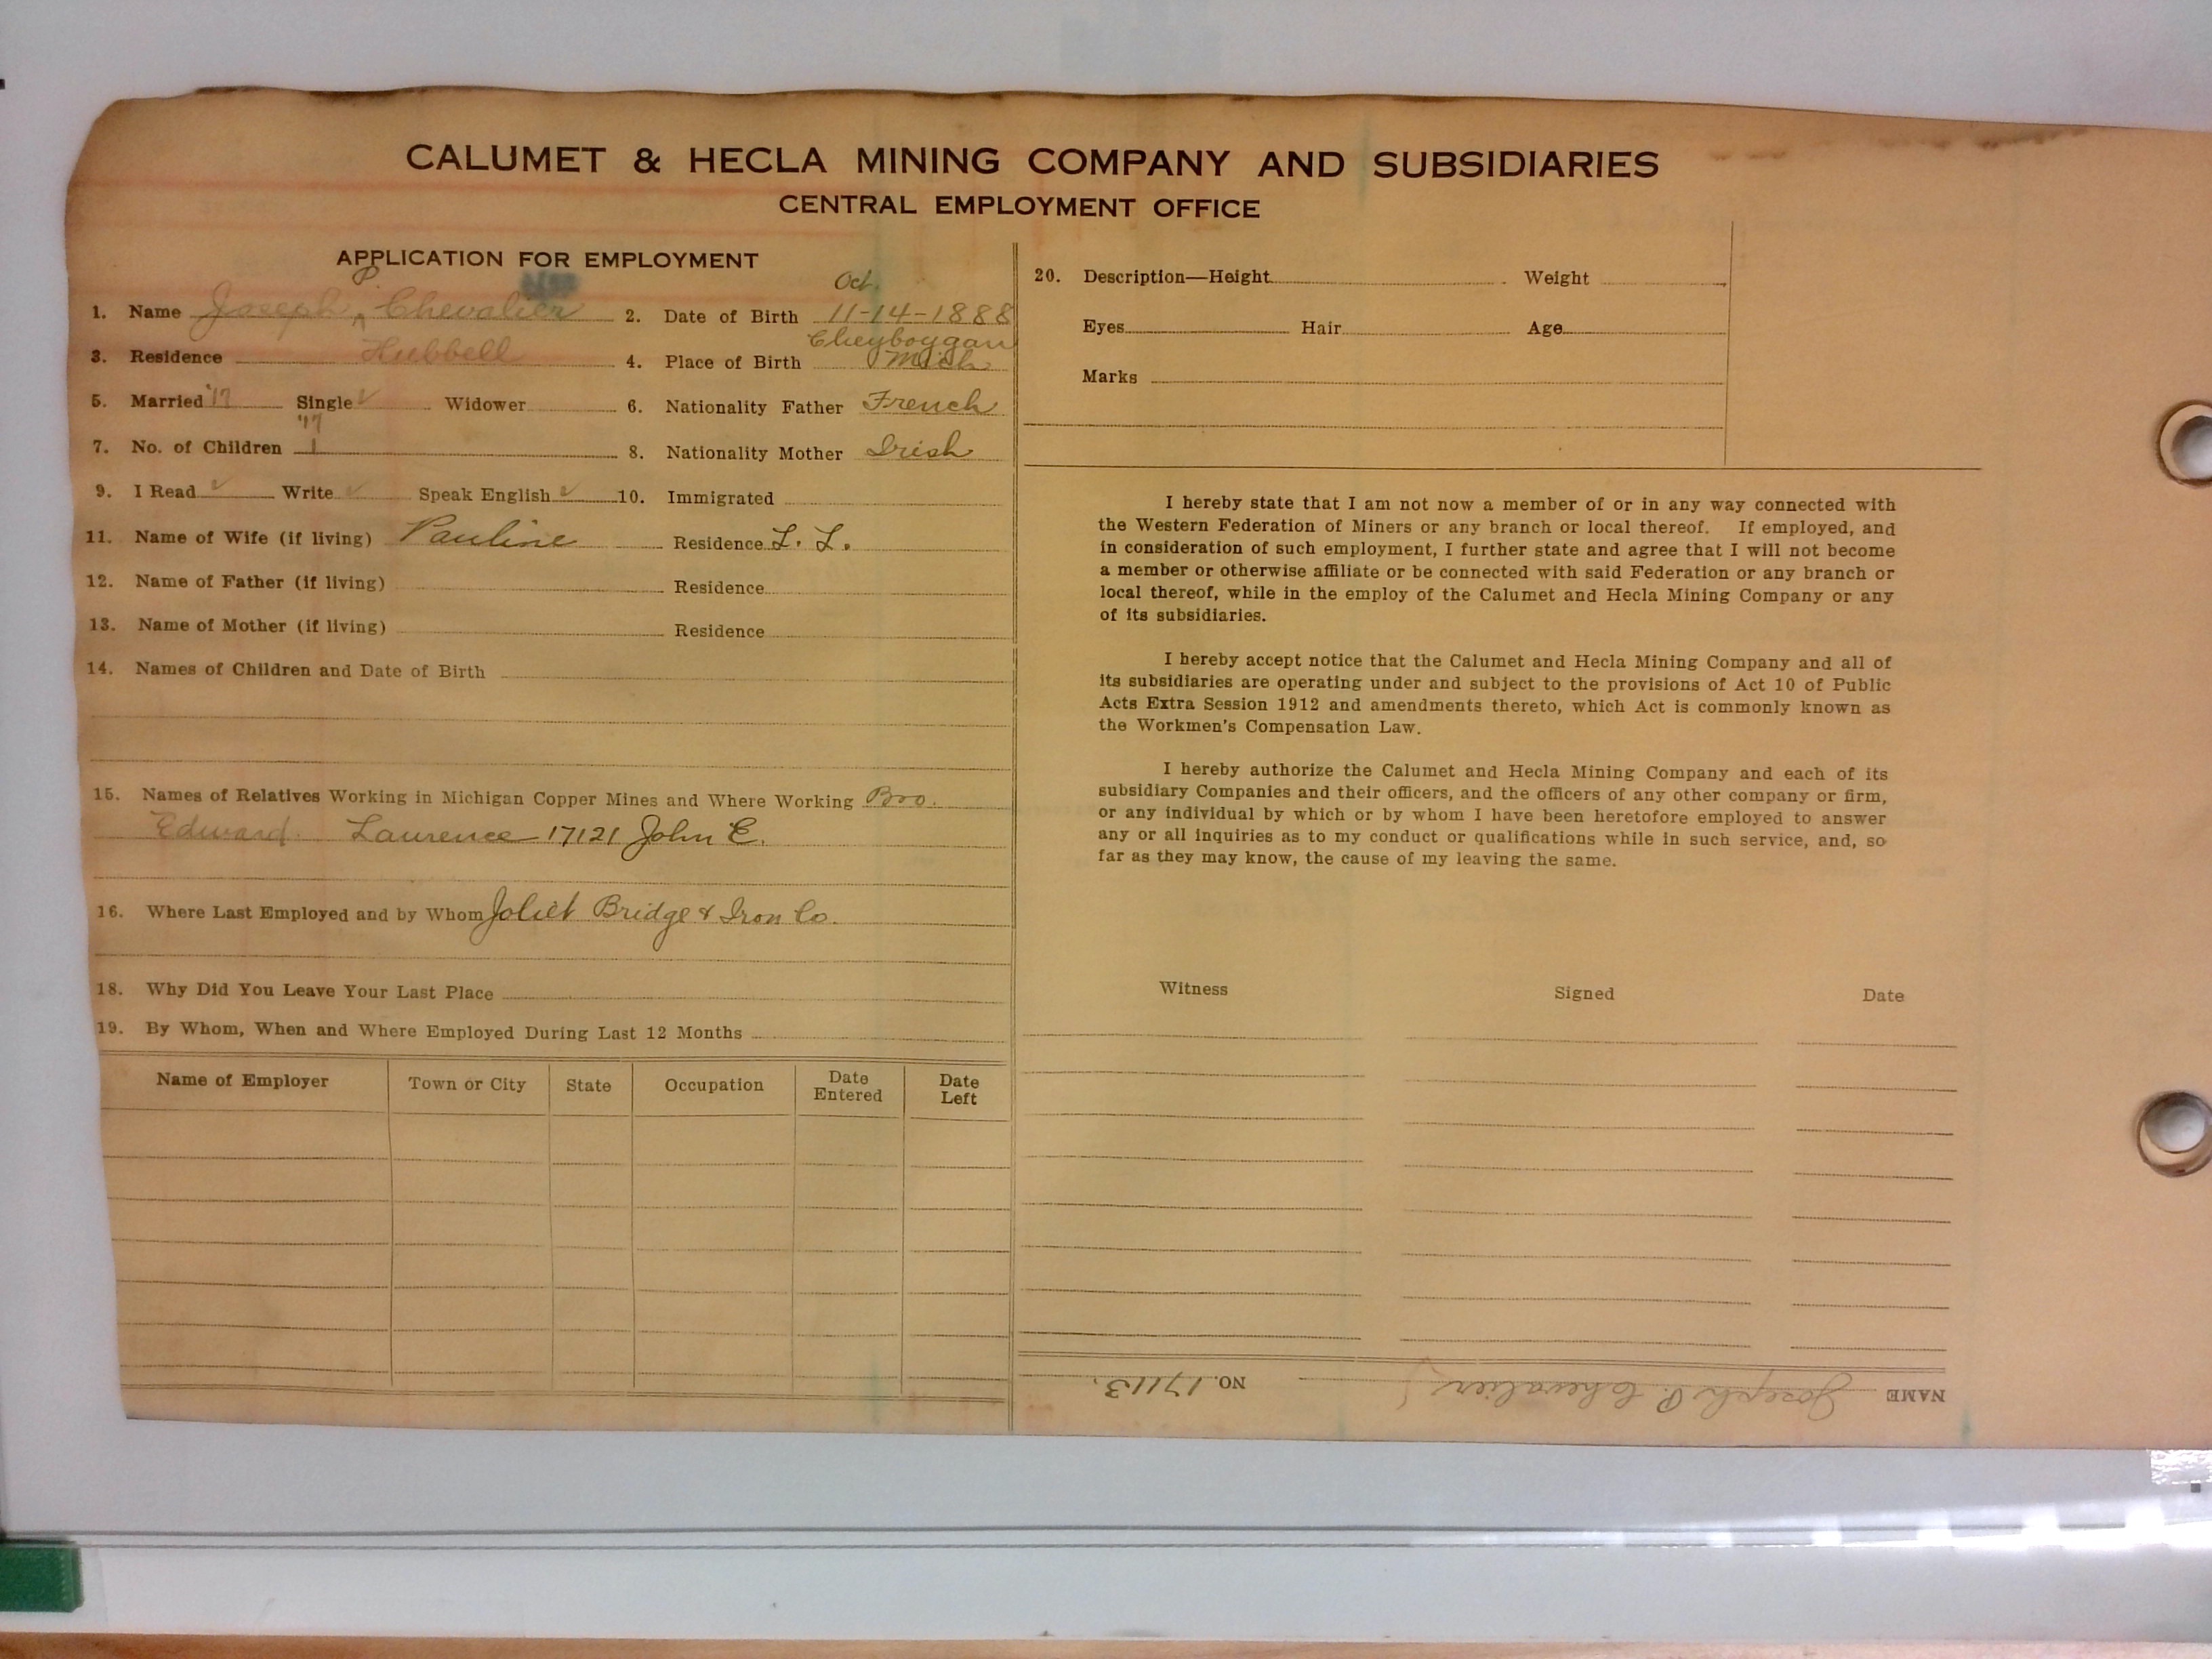 CALUMET & HECLA MINING COMPANY AND SUBSIDIARIES
CENTRAL EMPLOYMENT OFFICE
APPLICATION FOR EMPLOYMENT
P. Oct.
1. Name Joseph ^ Chevalier 2. Date of Birth 11-14-1888
Cheyboygan
3. Residence Hubbell 4. Place of Birth Mich
5. Married '17 Single ✓ Widower 6. Nationality Father French
'17
7. No. of Children 1 8. Nationality Mother Irish
9. I Read ✓ Write ✓ Speak English ✓ 10. Immigrated
11. Name of Wife (if living) Pauline Residence L. L.
12. Name of Father (if living) Residence
13. Name of Mother (if living) Residence
14. Names of Children and Date of Birth
15. Names of Relatives Working in Michigan Copper Mines and Where Working Bro.
Edward. Laurence 17121 John E.
16. Where Last Employed and by Whom Joliet Bridge & Iron Co.
18. Why Did You Leave Your Last Place
19. By Whom, When and Where Employed During Last 12 Months
Name of Employer Town or City State Occupation Date Entered Date Left
20. Description—Height Weight
Eyes Hair Age
Marks
I hereby state that I am not now a member of or in any way connected with
the Western Federation of Miners or any branch or local thereof. If employed, and
in consideration of such employment, I further state and agree that I will not become
a member or otherwise affiliate or be connected with said Federation or any branch or
local thereof, while in the employ of the Calumet and Hecla Mining Company or any
of its subsidiaries.
I hereby accept notice that the Calumet and Hecla Mining Company and all of
its subsidiaries are operating under and subject to the provisions of Act 10 of Public
Acts Extra Session 1912 and amendments thereto, which Act is commonly known as
the Workmen's Compensation Law.
I hereby authorize the Calumet and Hecla Mining Company and each of its
subsidiary Companies and their officers, and the officers of any other company or firm,
or any individual by which or by whom I have been heretofore employed to answer
any or all inquiries as to my conduct or qualifications while in such service, and, so
far as they may know, the cause of my leaving the same.
Witness Signed Date
NAME Joseph P. Chevalier NO. 17113.